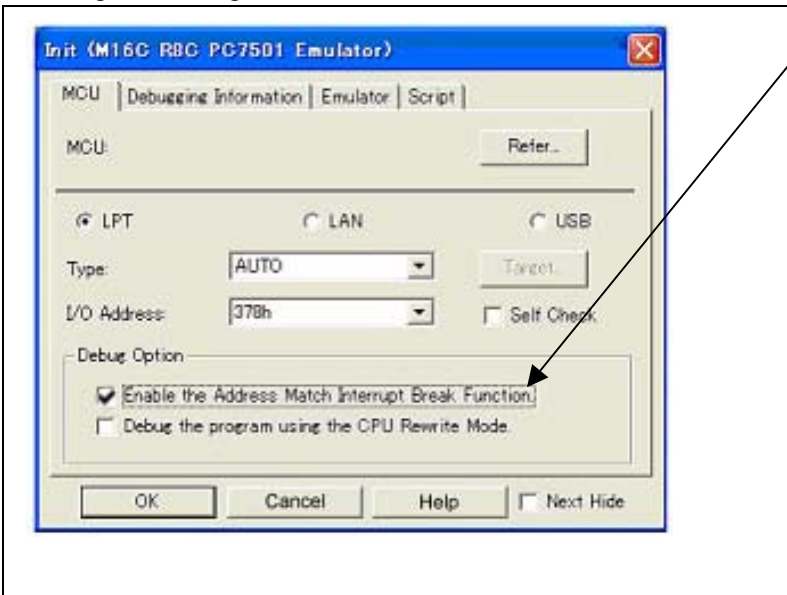 Init (M16C R8C PC7501 Emulator)
MCU Debugging Information Emulator Script
MCU: Refer...
LPT LAN USB
Type: AUTO Target...
I/O Address: 378h Self Check
Debug Option
Enable the Address Match Interrupt Break Function.
Debug the program using the CPU Rewrite Mode.
OK Cancel Help Next Hide